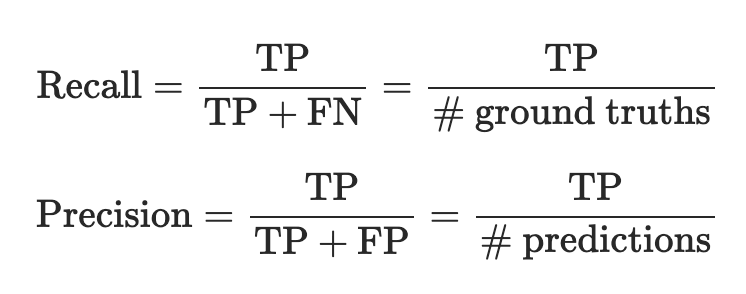 Recall = TP / (TP + FN) = TP / # ground truths
Precision = TP / (TP + FP) = TP / # predictions